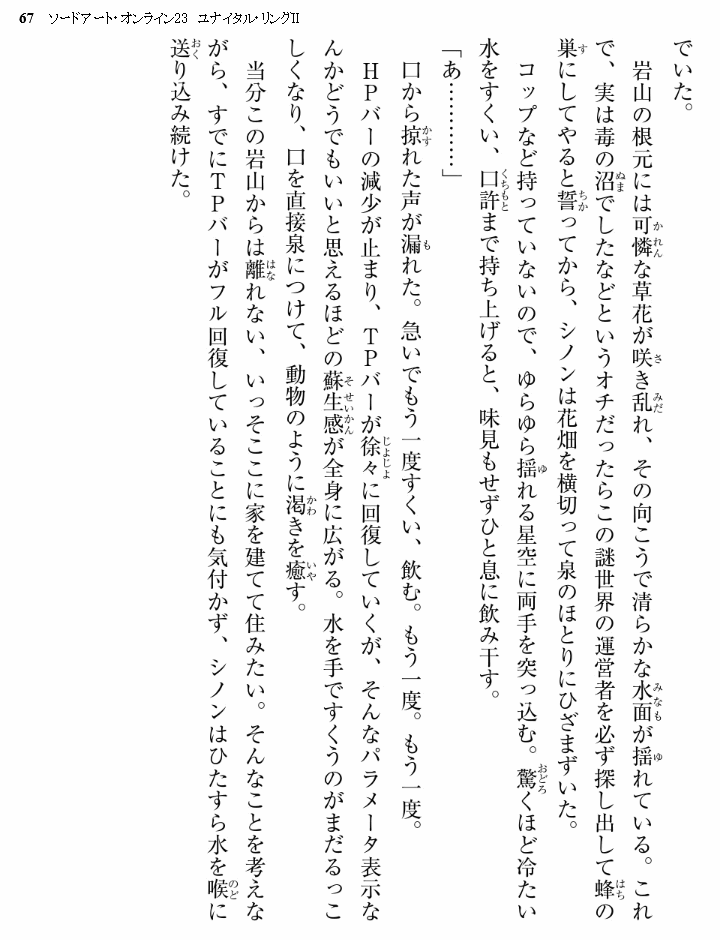 67 ソードアート・オンライン23 ユナイタル・リングII
でいた。
岩山の根元には可憐な草花が咲き乱れ、その向こうで清らかな水面が揺れている。これ
で、実は毒の沼でしたなどというオチだったらこの謎世界の運営者を必ず探し出して蜂の
巣にしてやると誓ってから、シノンは花畑を横切って泉のほとりにひざまずいた。
コップなど持っていないので、ゆらゆら揺れる星空に両手を突っ込む。驚くほど冷たい
水をすくい、口許まで持ち上げると、味見もせずひと息に飲み干す。
「あ…………」
口から掠れた声が漏れた。急いでもう一度すくい、飲む。もう一度。もう一度。
HPバーの減少が止まり、TPバーが徐々に回復していくが、そんなパラメータ表示な
んかどうでもいいと思えるほどの蘇生感が全身に広がる。水を手ですくうのがまだるっこ
しくなり、口を直接泉につけて、動物のように渇きを癒す。
当分この岩山からは離れない、いっそここに家を建てて住みたい。そんなことを考えな
がら、すでにTPバーがフル回復していることにも気付かず、シノンはひたすら水を喉に
送り込み続けた。